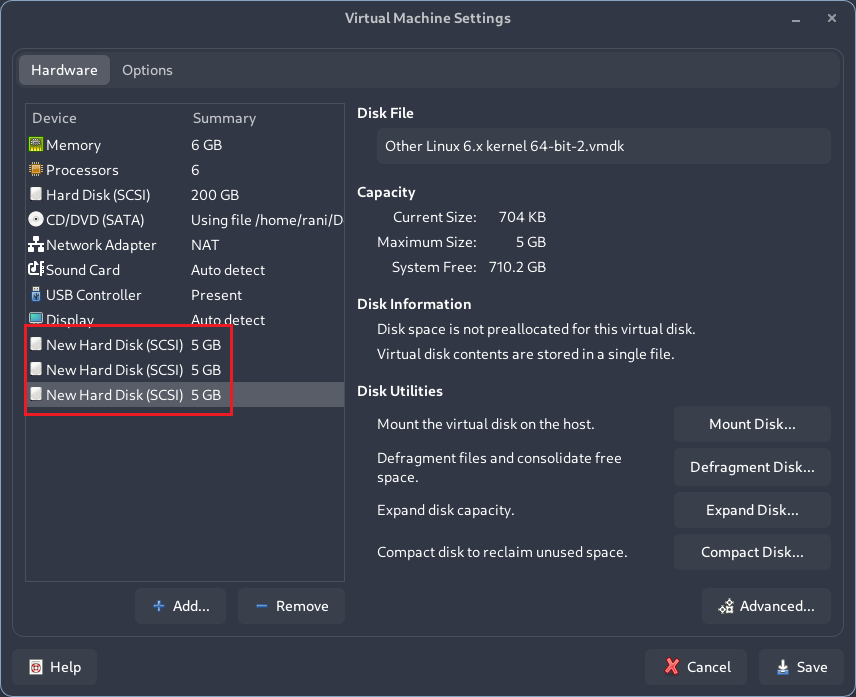 Virtual Machine Settings
Hardware Options
Device Summary
Memory 6 GB
Processors 6
Hard Disk (SCSI) 200 GB
CD/DVD (SATA) Using file /home/rani/D
Network Adapter NAT
Sound Card Auto detect
USB Controller Present
Display Auto detect
New Hard Disk (SCSI) 5 GB
New Hard Disk (SCSI) 5 GB
New Hard Disk (SCSI) 5 GB
Add...
Remove
Disk File
Other Linux 6.x kernel 64-bit-2.vmdk
Capacity
Current Size: 704 KB
Maximum Size: 5 GB
System Free: 710.2 GB
Disk Information
Disk space is not preallocated for this virtual disk.
Virtual disk contents are stored in a single file.
Disk Utilities
Mount the virtual disk on the host.
Mount Disk...
Defragment files and consolidate free
space.
Defragment Disk...
Expand disk capacity.
Expand Disk...
Compact disk to reclaim unused space.
Compact Disk...
Advanced...
Help
Cancel
Save